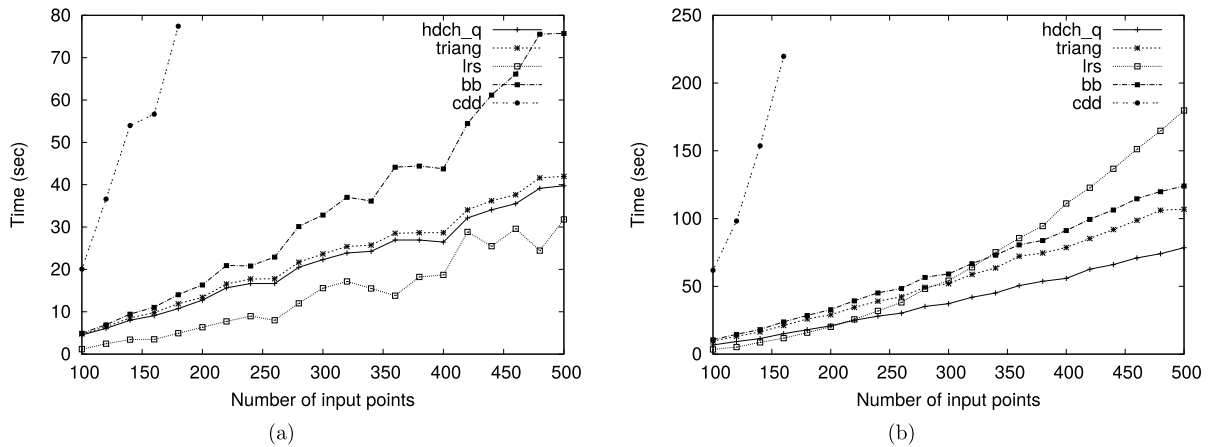 80
70
60
50
40
30
20
10
0
Time (sec)
100 150 200 250 300 350 400 450 500
Number of input points
hdch_q
triang
lrs
bb
cdd
(a)
250
200
150
100
50
0
Time (sec)
100 150 200 250 300 350 400 450 500
Number of input points
hdch_q
triang
lrs
bb
cdd
(b)